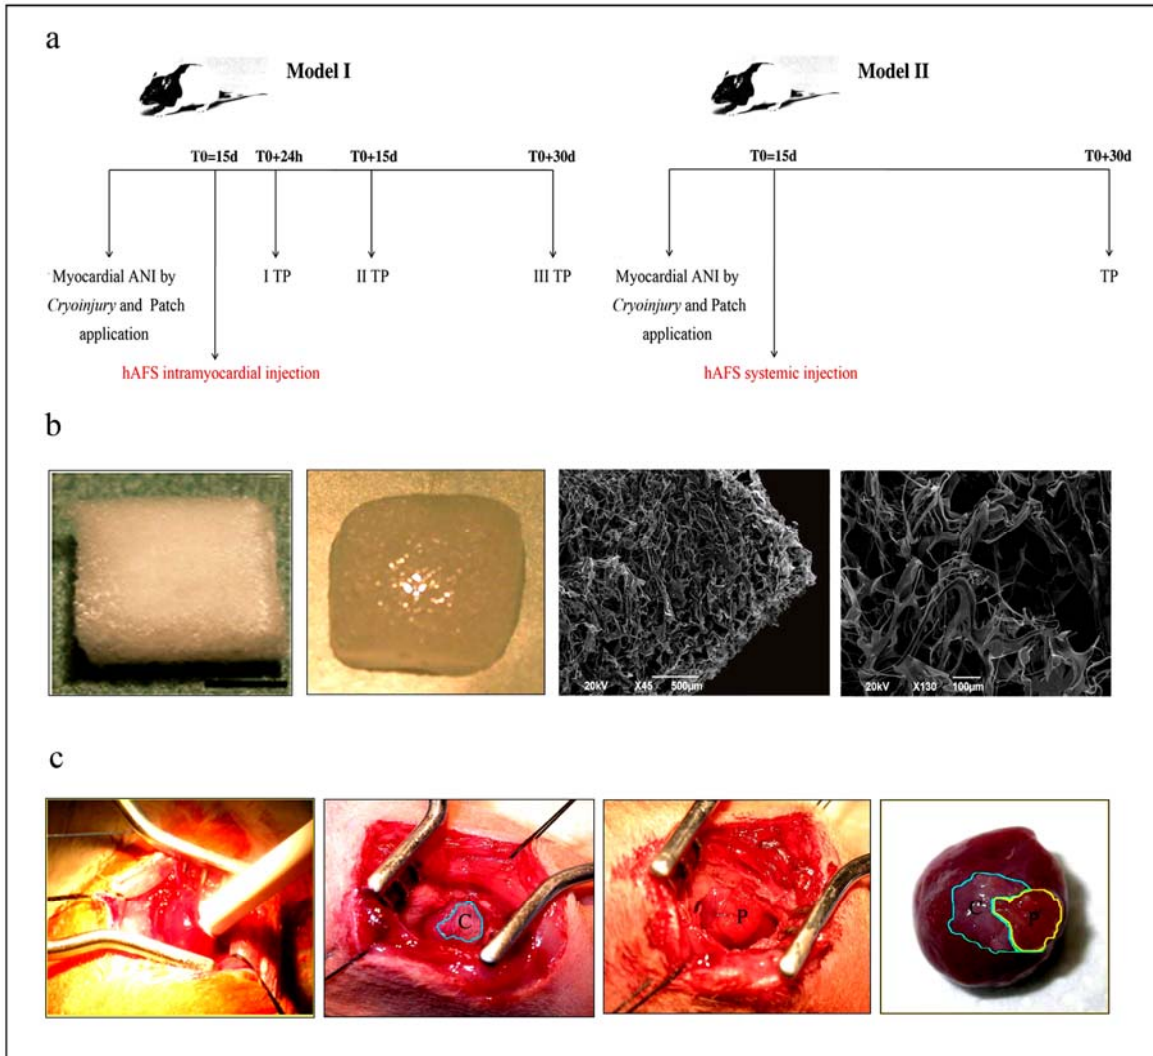 a
Model I
T0=15d T0+24h T0+15d T0+30d
Myocardial ANI by
Cryoinjury and Patch
application
I TP
II TP
III TP
hAFS intramyocardial injection
Model II
T0=15d T0+30d
Myocardial ANI by
Cryoinjury and Patch
application
TP
hAFS systemic injection
b
20kV X45 500µm
20kV X130 100µm
c
C
P
C P